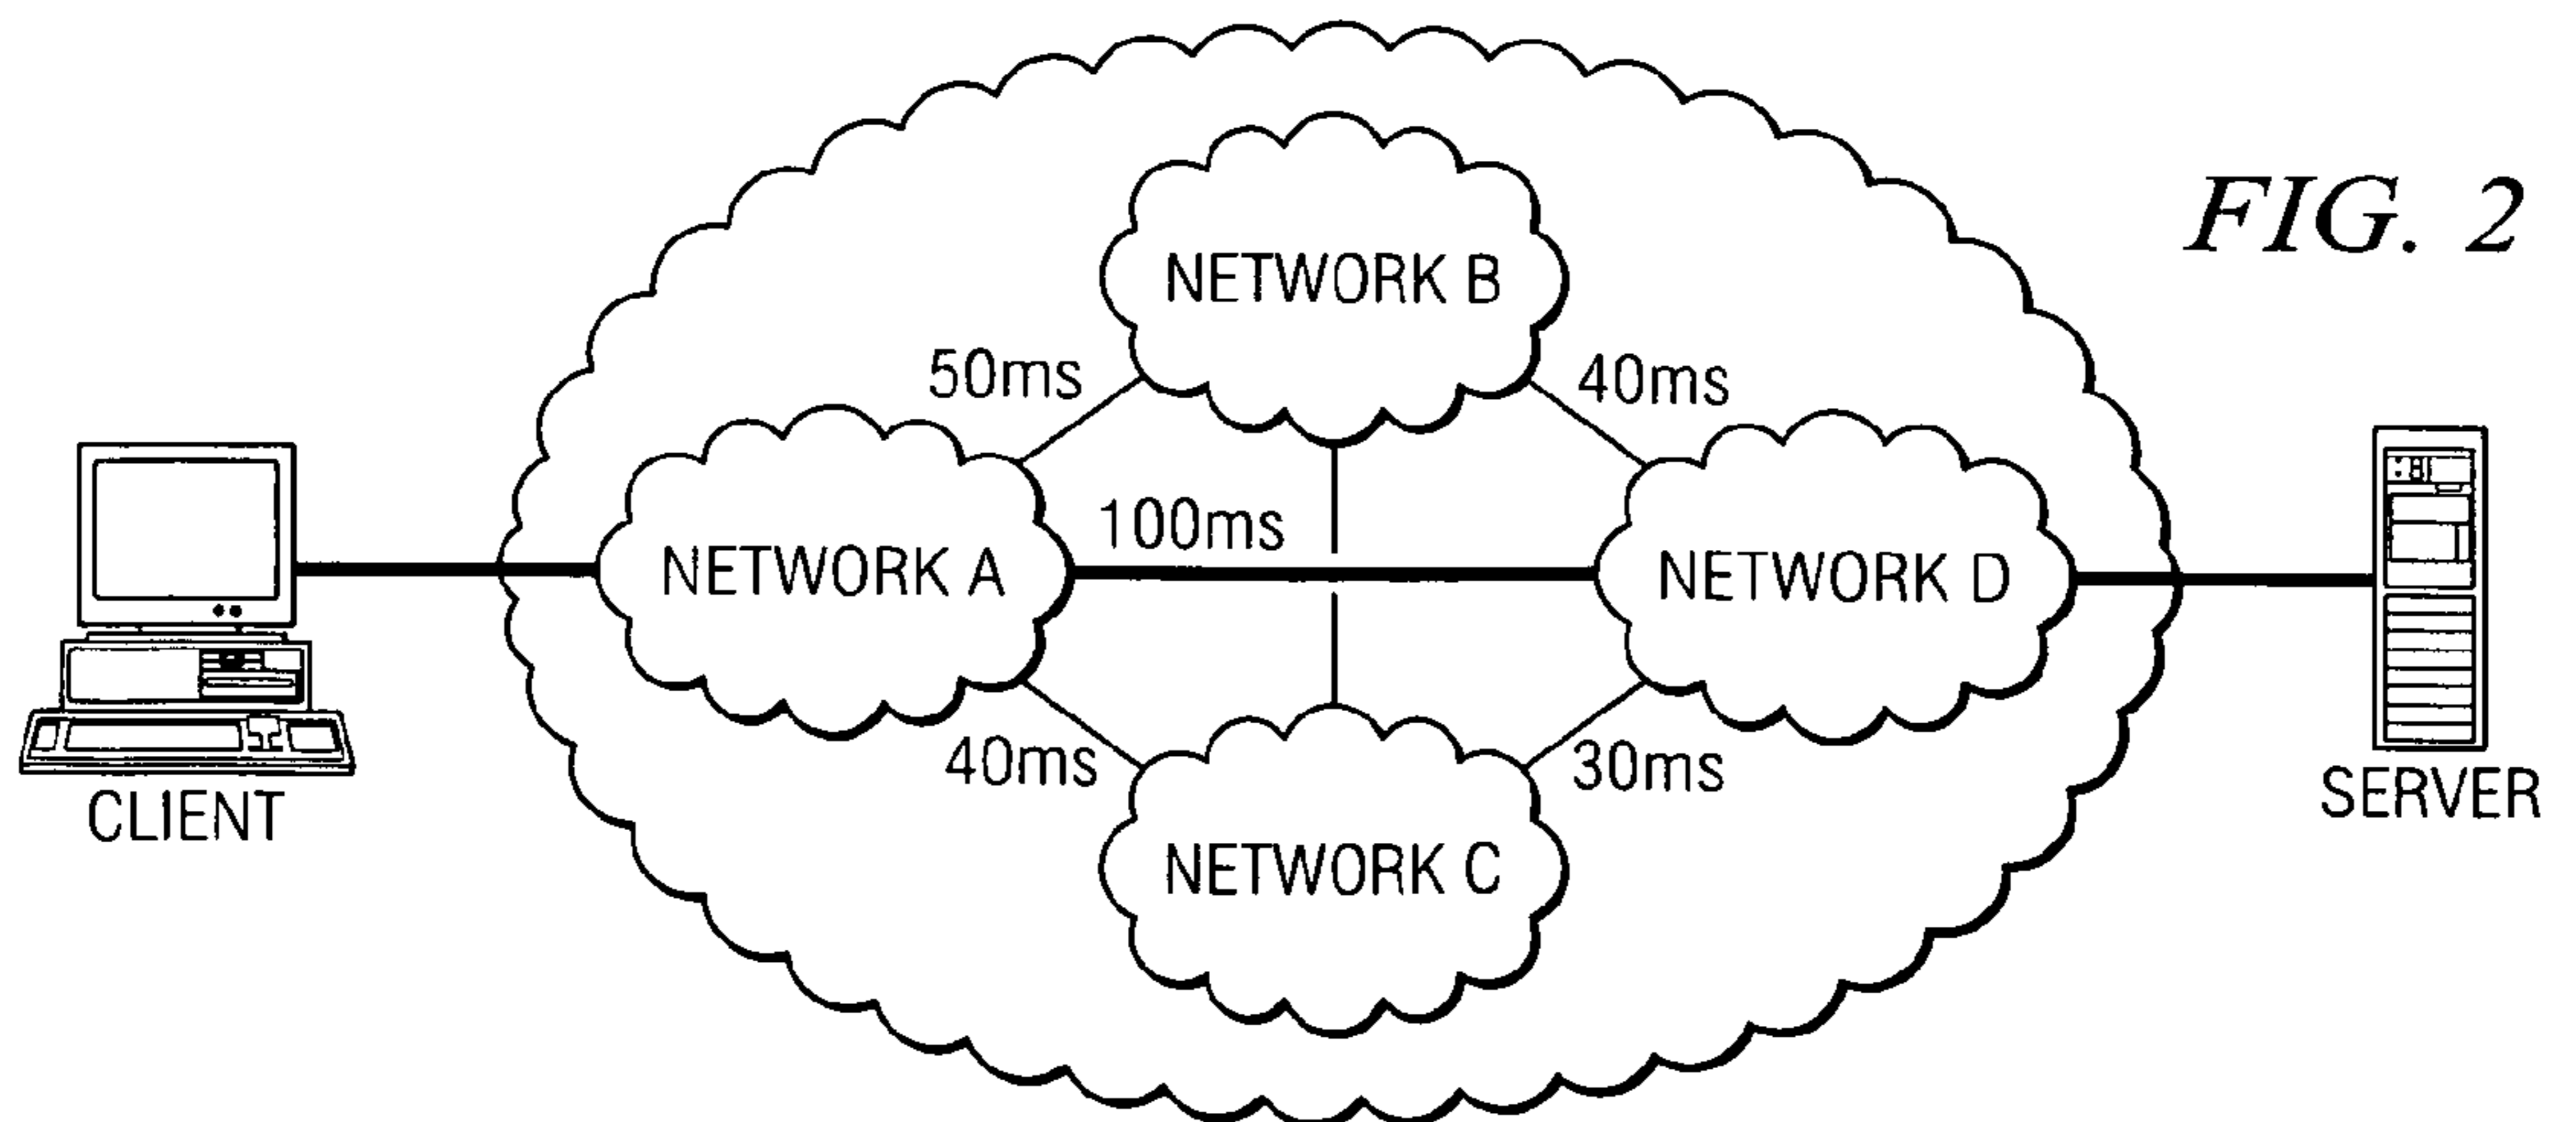 FIG. 2
NETWORK B
50ms
40ms
100ms
NETWORK A
NETWORK D
40ms
30ms
CLIENT
SERVER
NETWORK C